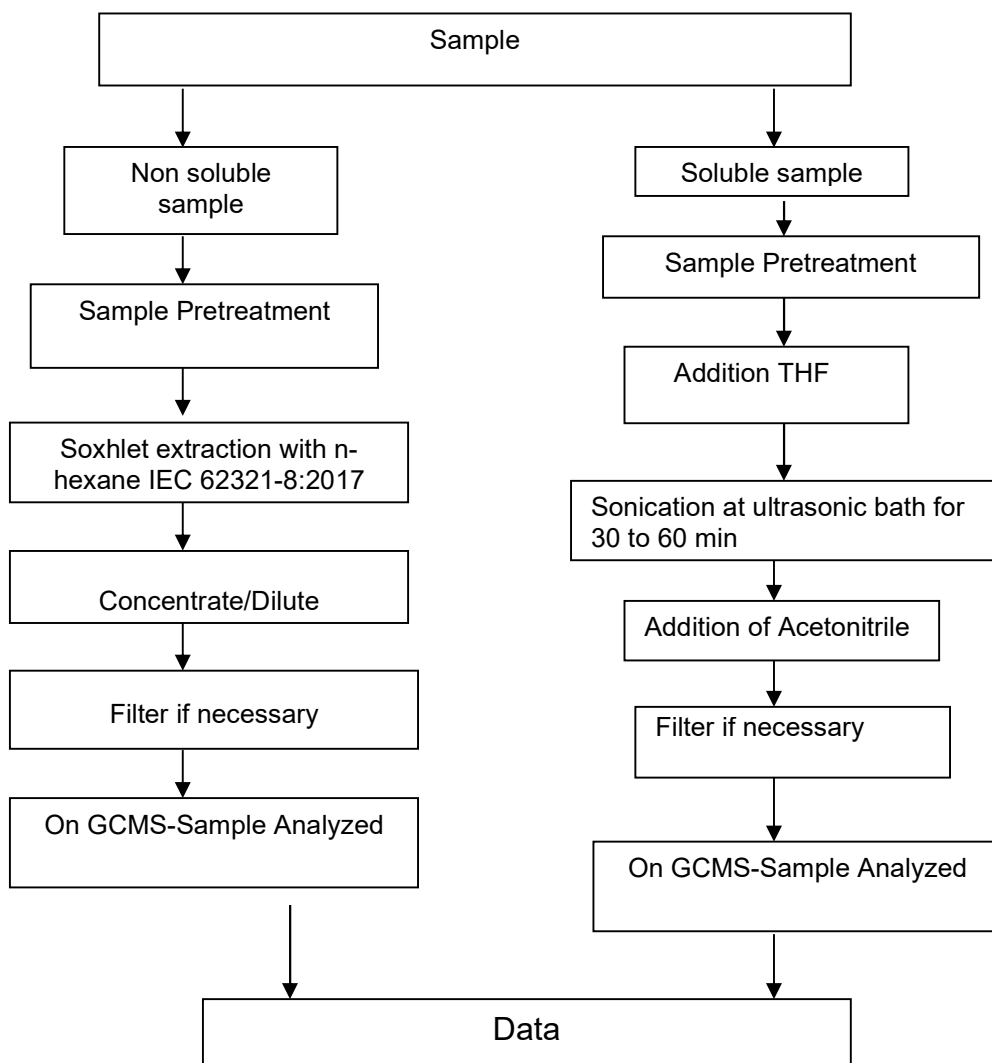 Sample
Non soluble
sample
Sample Pretreatment
Soxhlet extraction with n-
hexane IEC 62321-8:2017
Concentrate/Dilute
Filter if necessary
On GCMS-Sample Analyzed
Soluble sample
Sample Pretreatment
Addition THF
Sonication at ultrasonic bath for
30 to 60 min
Addition of Acetonitrile
Filter if necessary
On GCMS-Sample Analyzed
Data